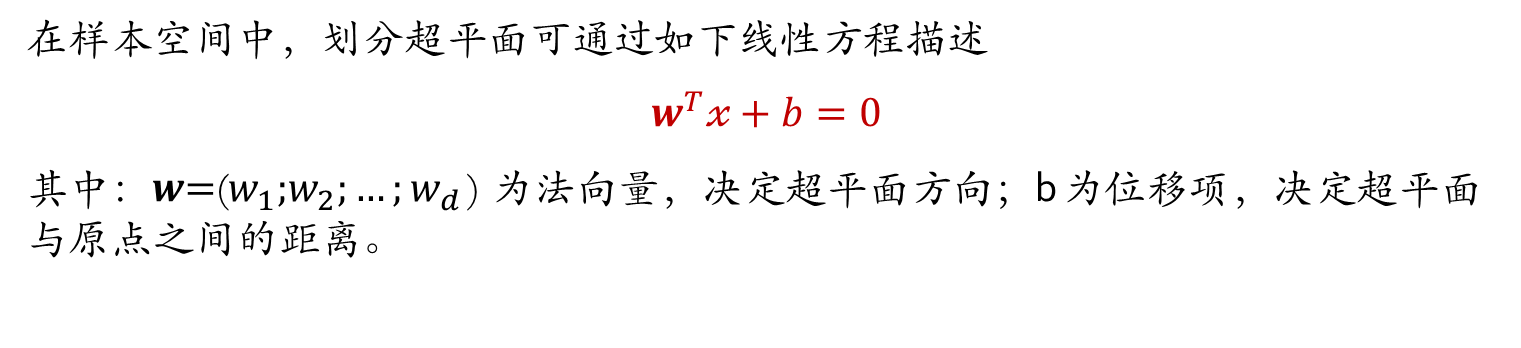 在样本空间中，划分超平面可通过如下线性方程描述
𝒘ᵀx + b = 0
其中：𝒘=(w₁;w₂; … ; w_d) 为法向量，决定超平面方向；b为位移项，决定超平面
与原点之间的距离。